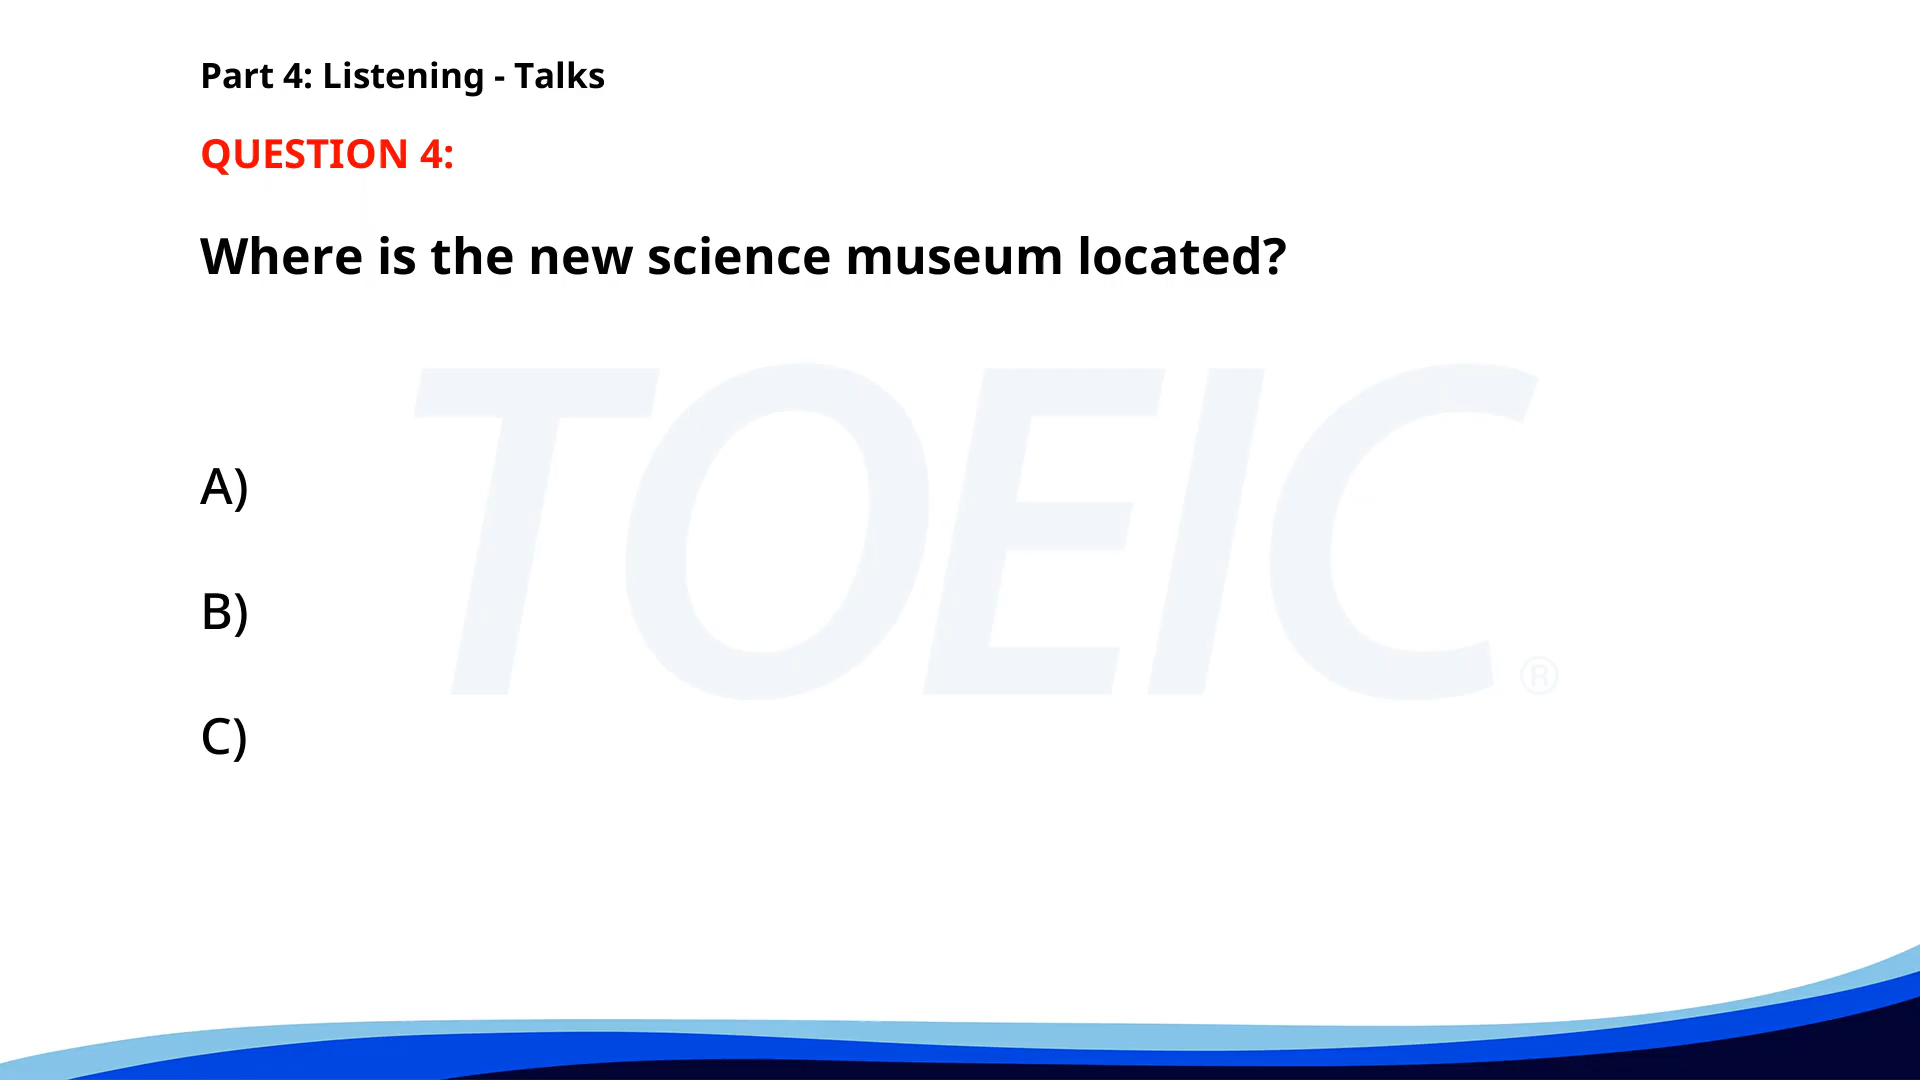 Part 4: Listening - Talks
QUESTION 4:
Where is the new science museum located?
TOEIC®
A)
B)
C)